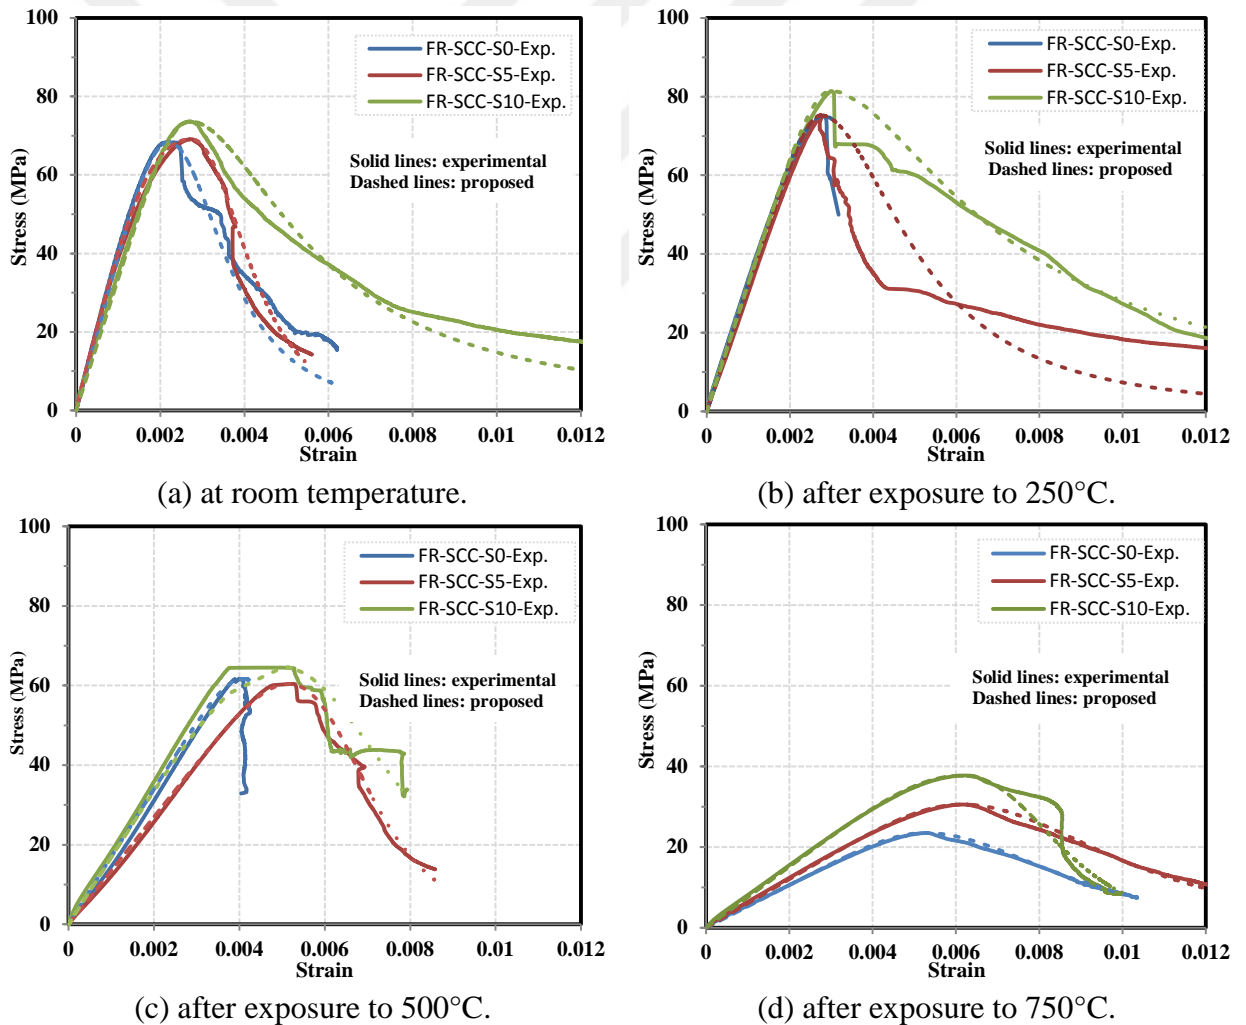 100
80
60
40
20
0
Stress (MPa)
FR-SCC-S0-Exp.
FR-SCC-S5-Exp.
FR-SCC-S10-Exp.
Solid lines: experimental
Dashed lines: proposed
0 0.002 0.004 0.006 0.008 0.01 0.012
Strain
(a) at room temperature.
100
80
60
40
20
0
Stress (MPa)
FR-SCC-S0-Exp.
FR-SCC-S5-Exp.
FR-SCC-S10-Exp.
Solid lines: experimental
Dashed lines: proposed
0 0.002 0.004 0.006 0.008 0.01 0.012
Strain
(b) after exposure to 250°C.
100
80
60
40
20
0
Stress (MPa)
FR-SCC-S0-Exp.
FR-SCC-S5-Exp.
FR-SCC-S10-Exp.
Solid lines: experimental
Dashed lines: proposed
0 0.002 0.004 0.006 0.008 0.01 0.012
Strain
(c) after exposure to 500°C.
100
80
60
40
20
0
Stress (MPa)
FR-SCC-S0-Exp.
FR-SCC-S5-Exp.
FR-SCC-S10-Exp.
Solid lines: experimental
Dashed lines: proposed
0 0.002 0.004 0.006 0.008 0.01 0.012
Strain
(d) after exposure to 750°C.